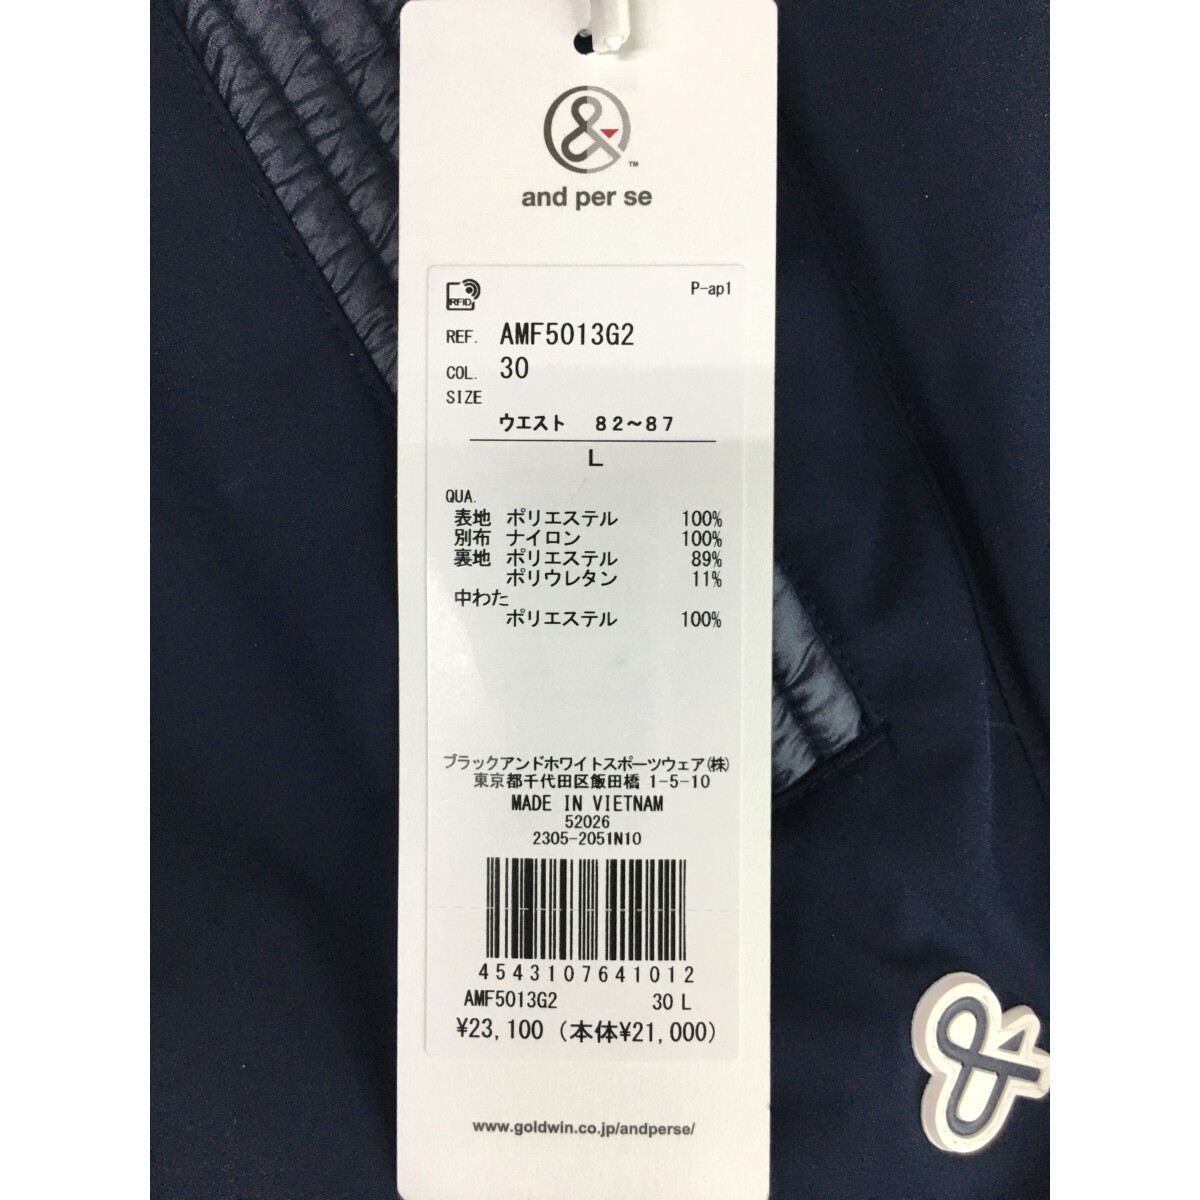 &
TM
and per se
RFID
P-ap1
REF. AMF5013G2
COL. 30
SIZE
ウエスト 82～87
L
QUA.
表地 ポリエステル 100%
別布 ナイロン 100%
裏地 ポリエステル 89%
ポリウレタン 11%
中わた
ポリエステル 100%
ブラックアンドホワイトスポーツウェア(株)
東京都千代田区飯田橋 1-5-10
MADE IN VIETNAM
52026
2305-2051N10
4543107641012
AMF5013G2 30 L
¥23,100 (本体¥21,000)
www.goldwin.co.jp/andperse/